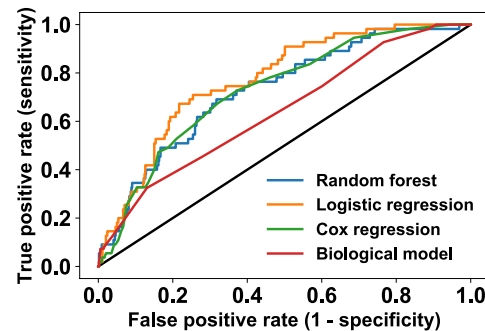 True positive rate (sensitivity)
1.0
0.8
0.6
0.4
0.2
0.0
Random forest
Logistic regression
Cox regression
Biological model
0.0 0.2 0.4 0.6 0.8 1.0
False positive rate (1 - specificity)